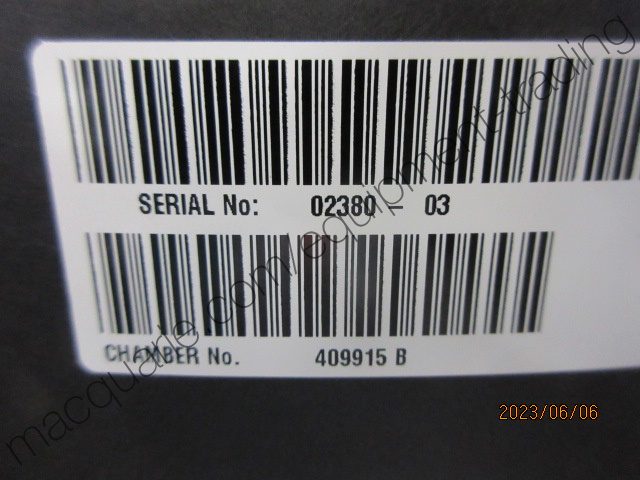 SERIAL No: 02380 - 03
CHAMBER No. 409915 B
macquarie.com/equipment-trading
2023/06/06